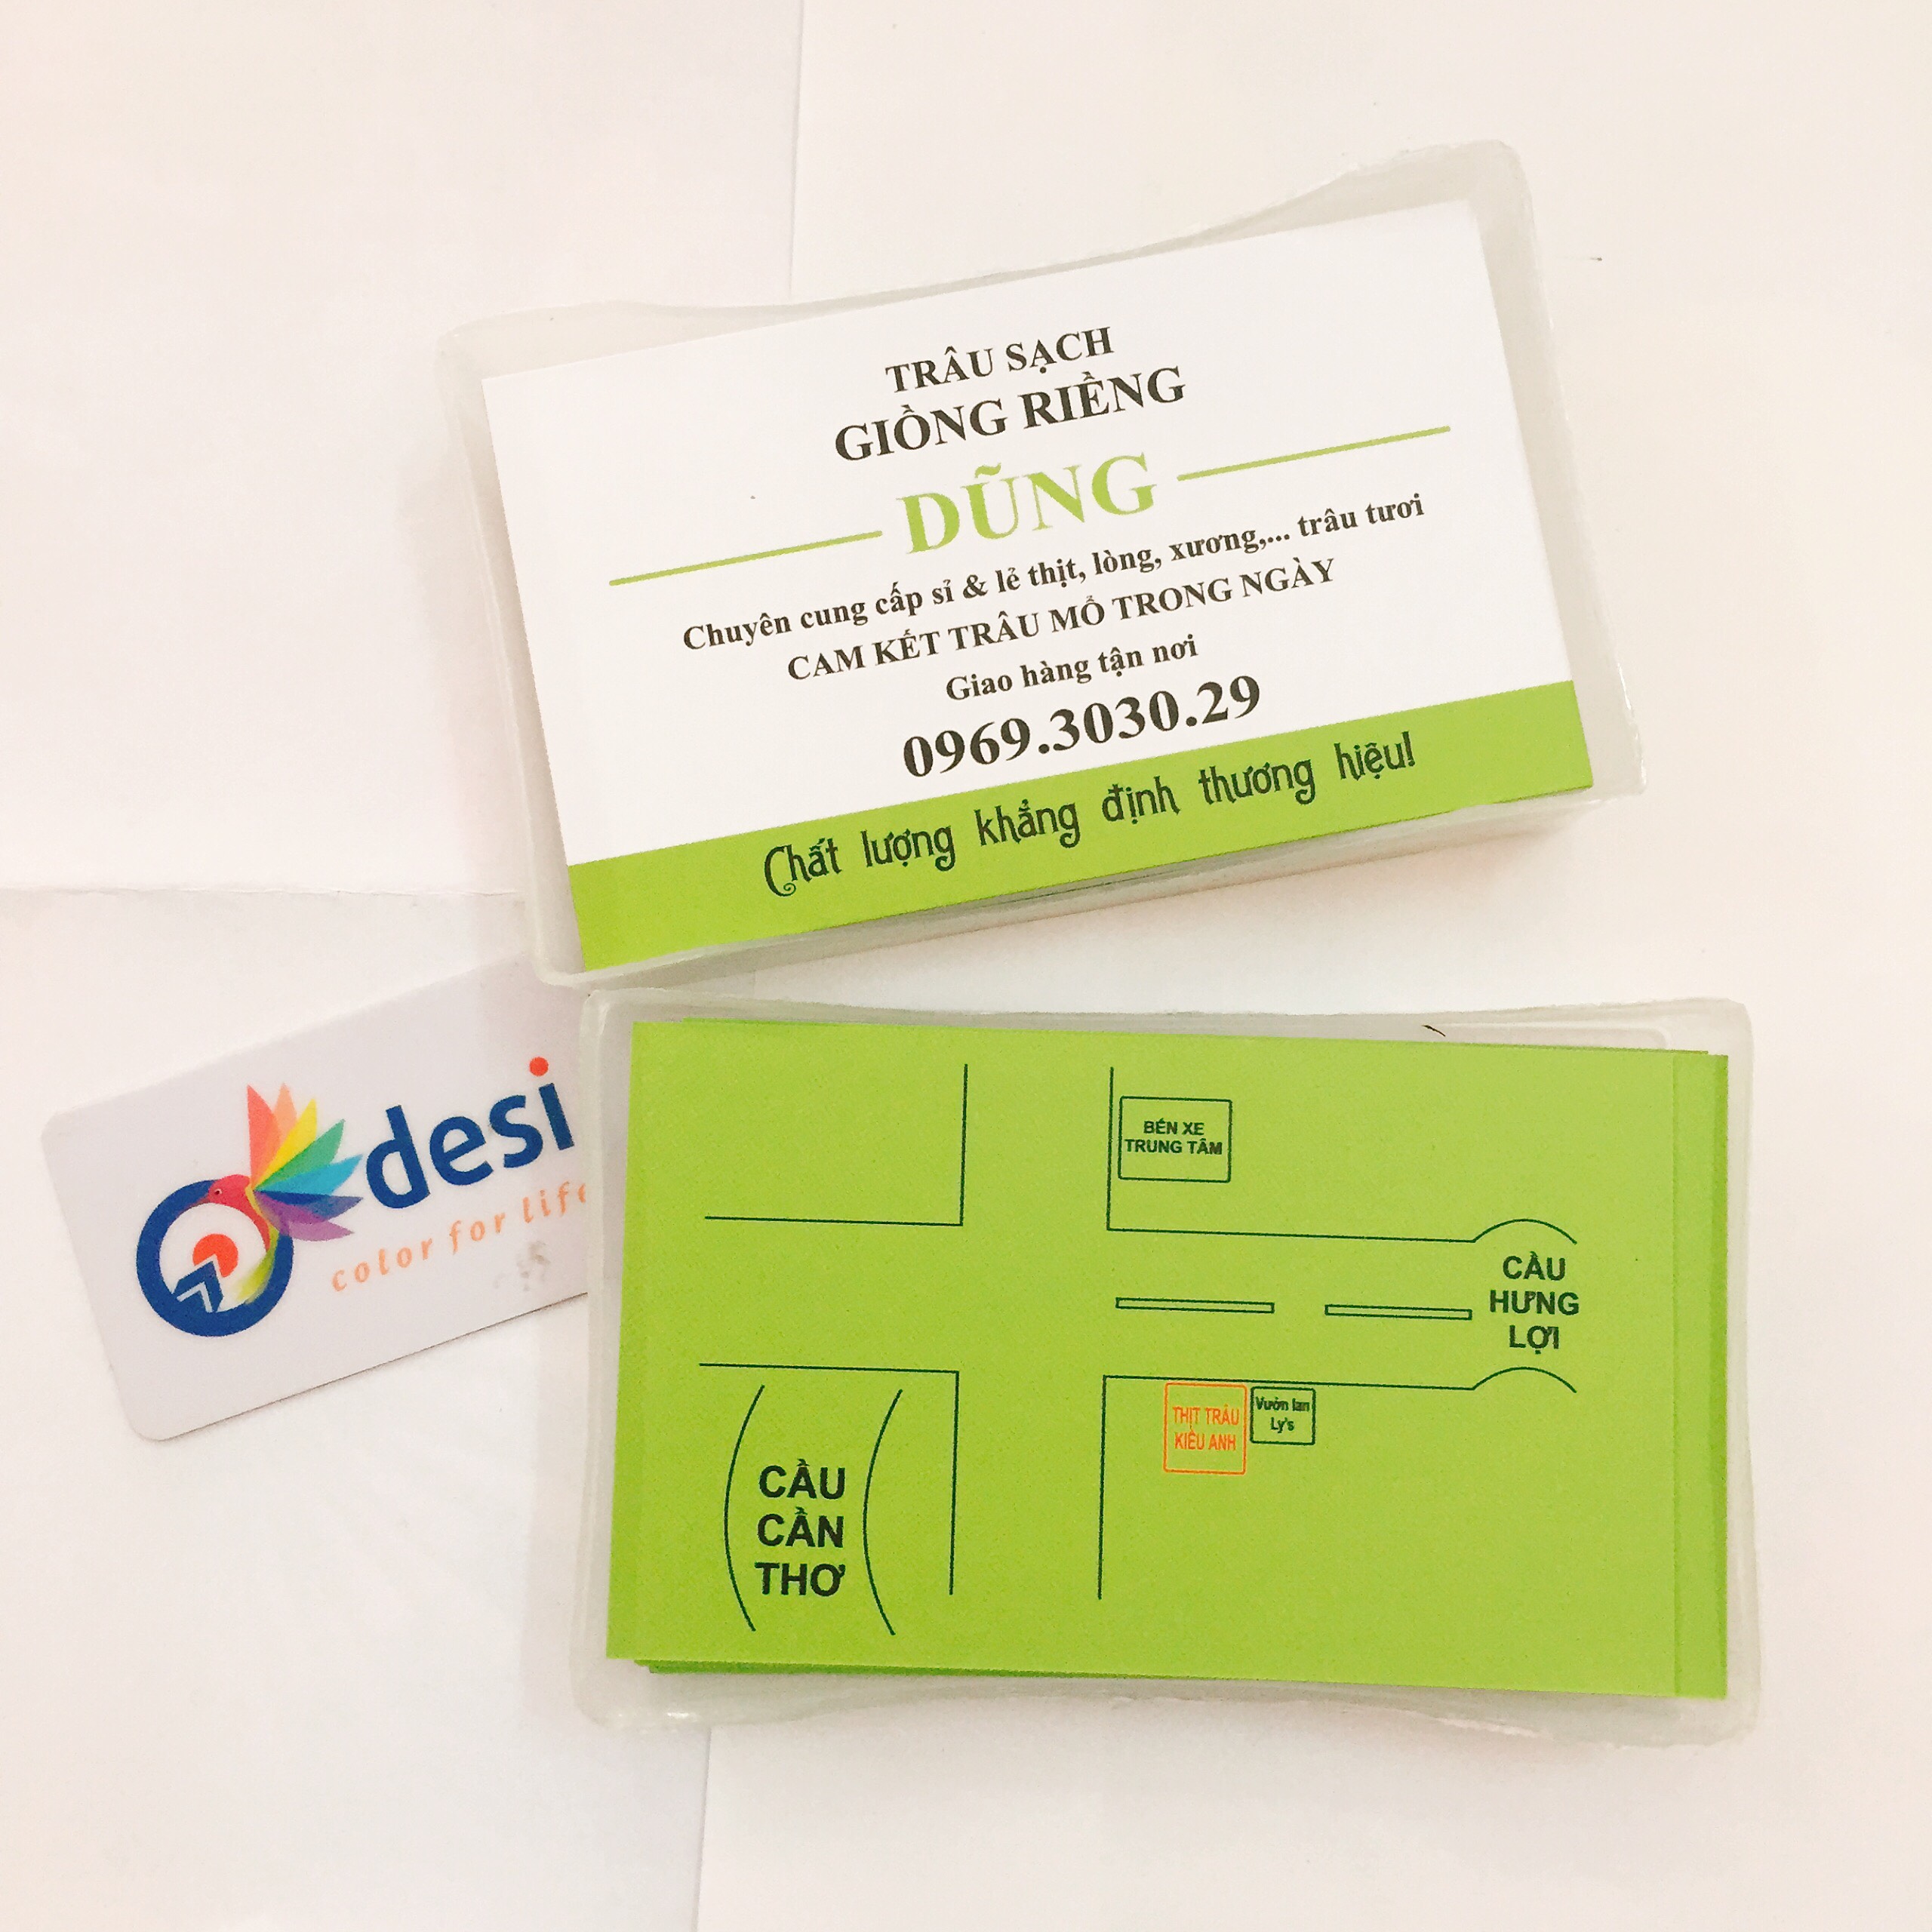 TRÂU SẠCH
GIỒNG RIỀNG
DŨNG
Chuyên cung cấp sỉ & lẻ thịt, lòng, xương,... trâu tươi
CAM KẾT TRÂU MỔ TRONG NGÀY
Giao hàng tận nơi
0969.3030.29
Chất lượng khẳng định thương hiệu!
desi
color for life
BẾN XE
TRUNG TÂM
CẦU
HƯNG
LỢI
THỊT TRÂU
KIỀU ANH
Vườn lan
Ly's
CẦU
CẦN
THƠ